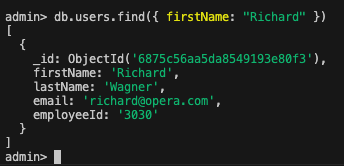 admin> db.users.find({ firstName: "Richard" })
[
  {
    _id: ObjectId('6875c56aa5da8549193e80f3'),
    firstName: 'Richard',
    lastName: 'Wagner',
    email: 'richard@opera.com',
    employeeId: '3030'
  }
]
admin>